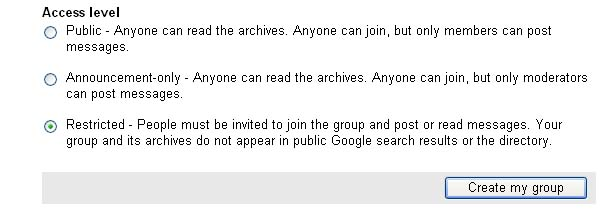 Access level
Public - Anyone can read the archives. Anyone can join, but only members can post
messages.
Announcement-only - Anyone can read the archives. Anyone can join, but only moderators
can post messages.
Restricted - People must be invited to join the group and post or read messages. Your
group and its archives do not appear in public Google search results or the directory.
Create my group